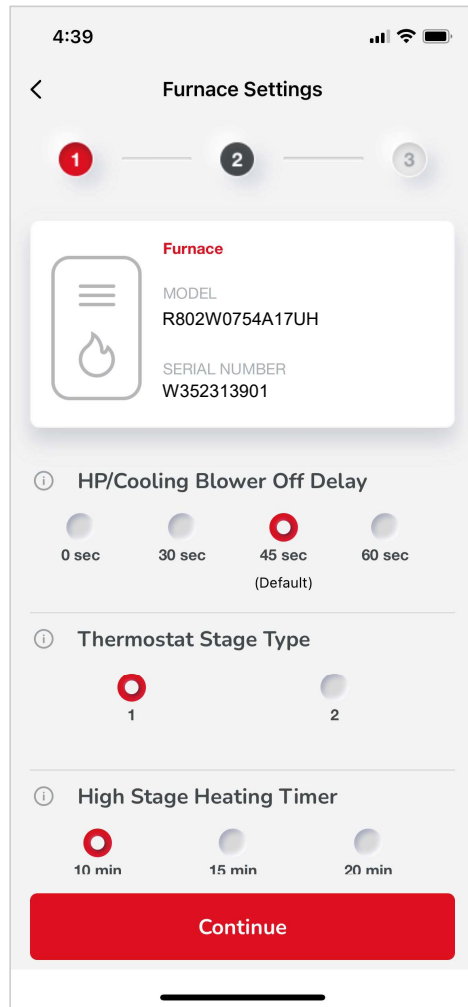 4:39
Furnace Settings
1 2 3
Furnace
MODEL
R802W0754A17UH
SERIAL NUMBER
W352313901
HP/Cooling Blower Off Delay
0 sec 30 sec 45 sec 60 sec
(Default)
Thermostat Stage Type
1 2
High Stage Heating Timer
10 min 15 min 20 min
Continue